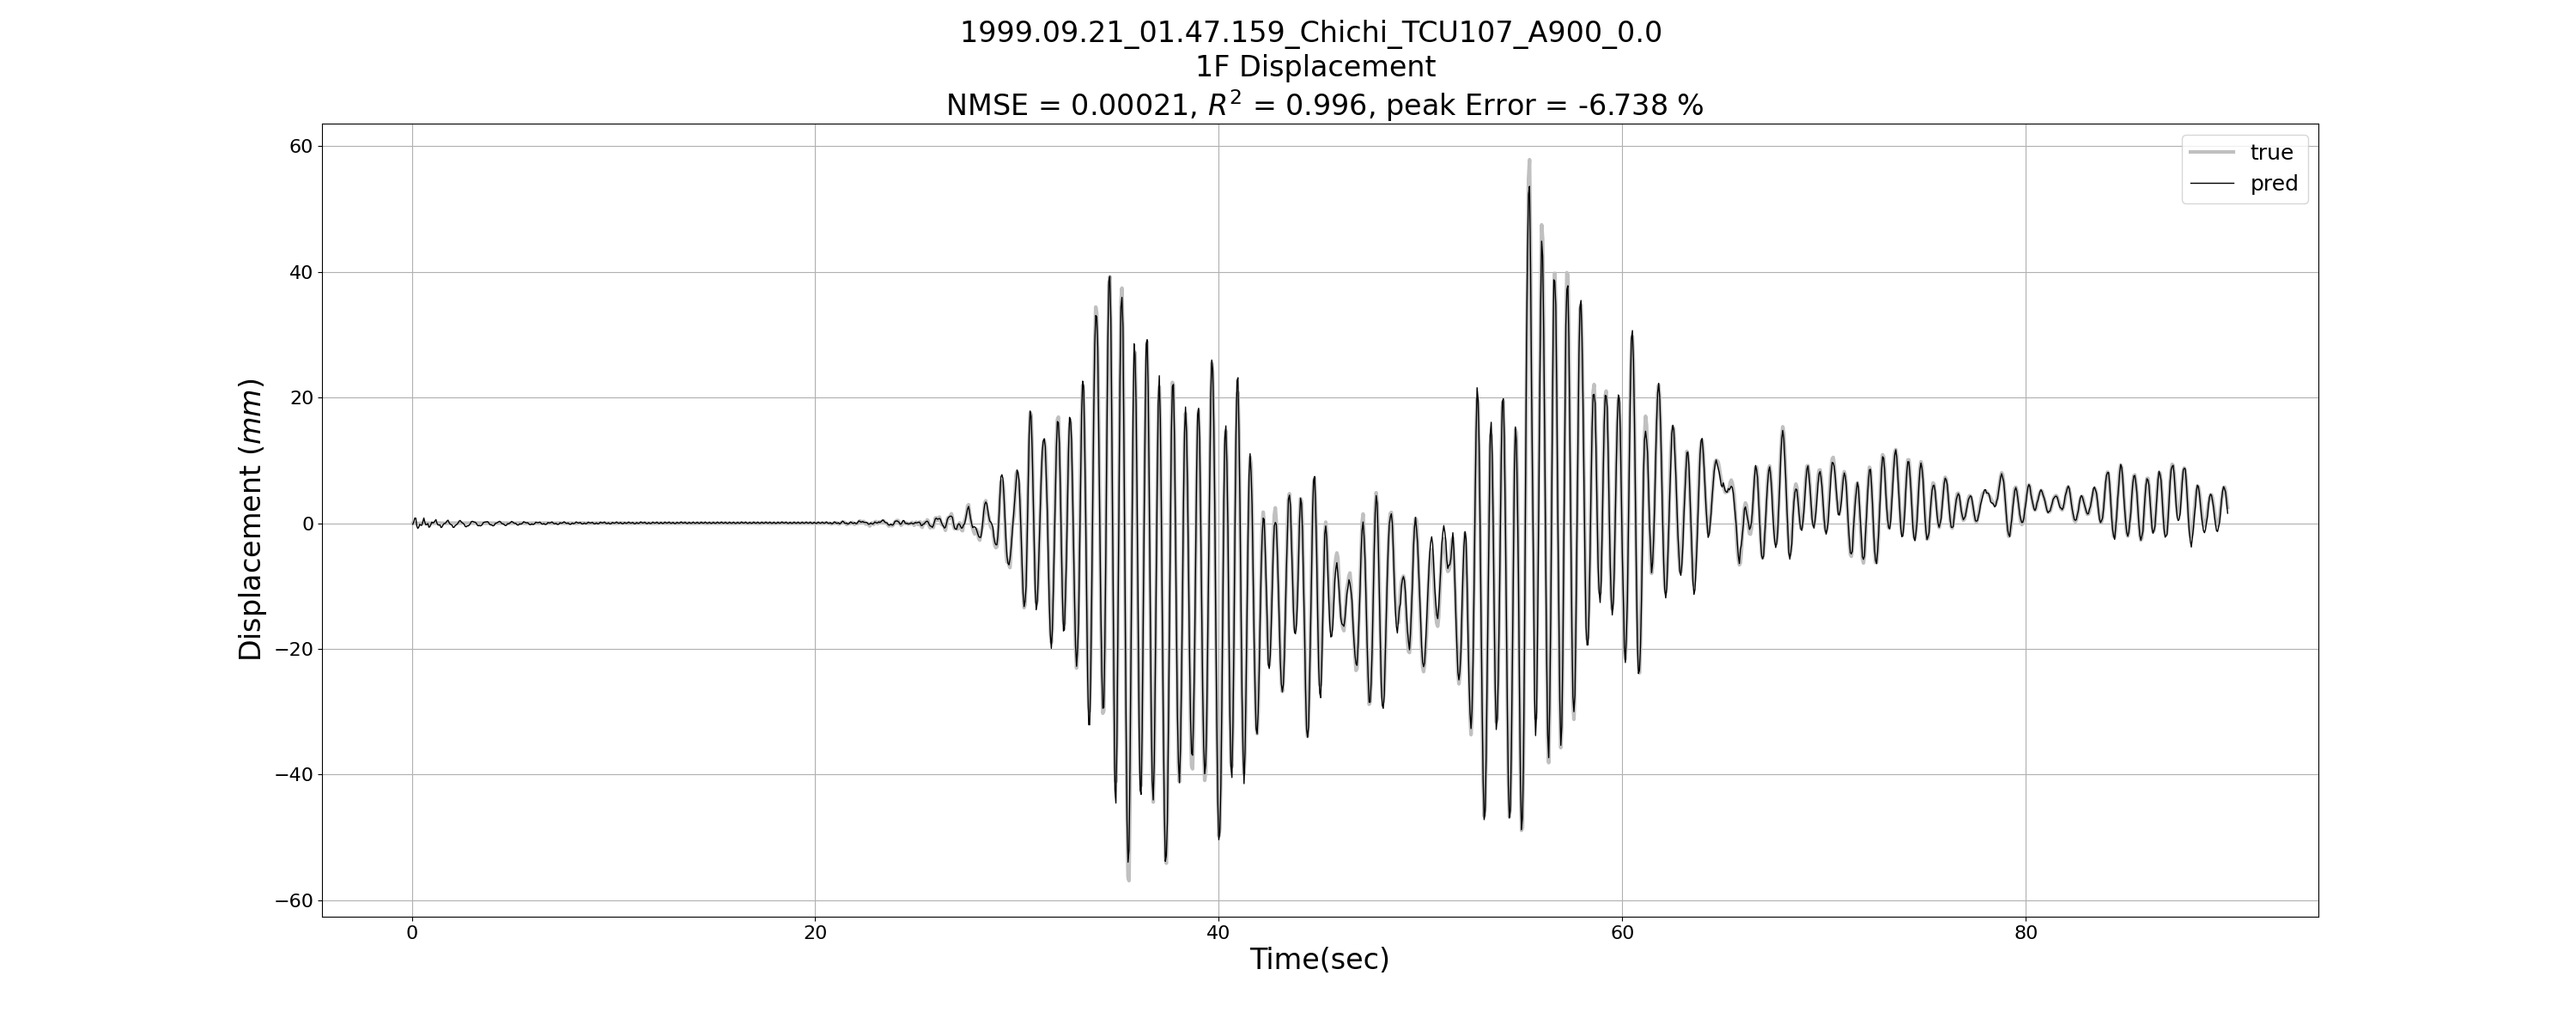 1999.09.21_01.47.159_Chichi_TCU107_A900_0.0
1F Displacement
NMSE = 0.00021, R² = 0.996, peak Error = -6.738 %
true
pred
60
40
20
0
−20
−40
−60
Displacement (mm)
0 20 40 60 80
Time(sec)